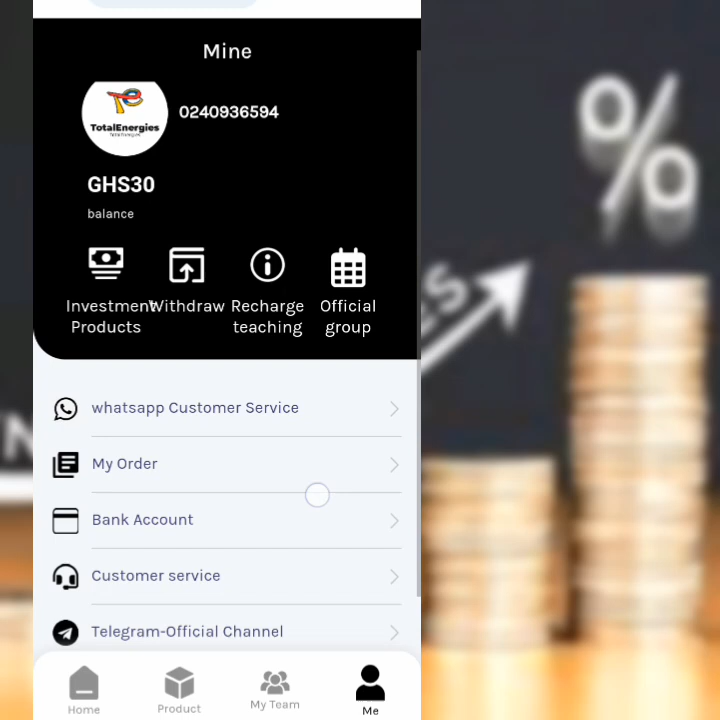 Mine
TotalEnergies
0240936594
GHS30
balance
Investment
Products
Withdraw
Recharge
teaching
Official
group
%
whatsapp Customer Service
My Order
Bank Account
Customer service
Telegram-Official Channel
Home
Product
My Team
Me